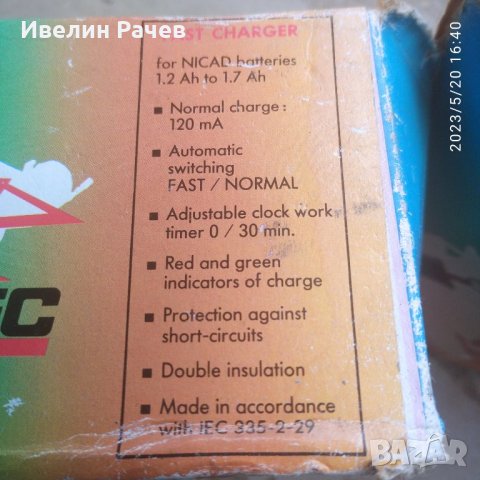 Ивелин Рачев
CHARGER
for NICAD batteries
1.2 Ah to 1.7 Ah
▪ Normal charge :
120 mA
▪ Automatic
switching
FAST / NORMAL
▪ Adjustable clock work
timer 0 / 30 min.
▪ Red and green
indicators of charge
▪ Protection against
short-circuits
▪ Double insulation
▪ Made in accordance
with IEC 335-2-29
2023/5/20 16:40
BAZAR